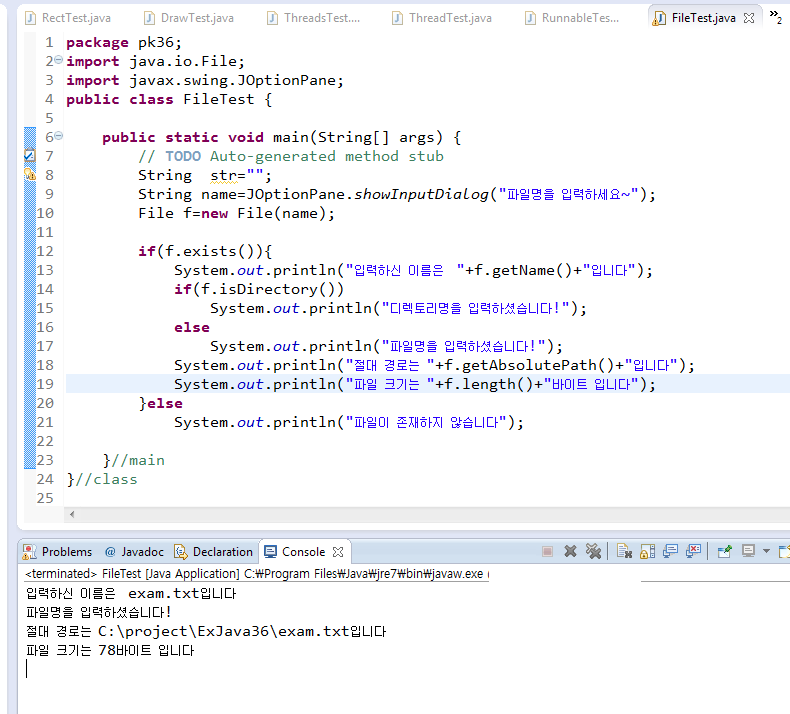 RectTest.java DrawTest.java ThreadsTest.... ThreadTest.java RunnableTes... FileTest.java »2
1 package pk36;
2 import java.io.File;
3 import javax.swing.JOptionPane;
4 public class FileTest {
5
6 public static void main(String[] args) {
7 // TODO Auto-generated method stub
8 String  str="";
9 String name=JOptionPane.showInputDialog("파일명을 입력하세요~");
10 File f=new File(name);
11
12 if(f.exists()){
13 System.out.println("입력하신 이름은  "+f.getName()+"입니다");
14 if(f.isDirectory())
15 System.out.println("디렉토리명을 입력하셨습니다!");
16 else
17 System.out.println("파일명을 입력하셨습니다!");
18 System.out.println("절대 경로는 "+f.getAbsolutePath()+"입니다");
19 System.out.println("파일 크기는 "+f.length()+"바이트 입니다");
20 }else
21 System.out.println("파일이 존재하지 않습니다");
22
23 }//main
24 }//class
25
Problems @ Javadoc Declaration Console
<terminated> FileTest [Java Application] C:₩Program Files₩Java₩jre7₩bin₩javaw.exe (
입력하신 이름은  exam.txt입니다
파일명을 입력하셨습니다!
절대 경로는 C:\project\ExJava36\exam.txt입니다
파일 크기는 78바이트 입니다